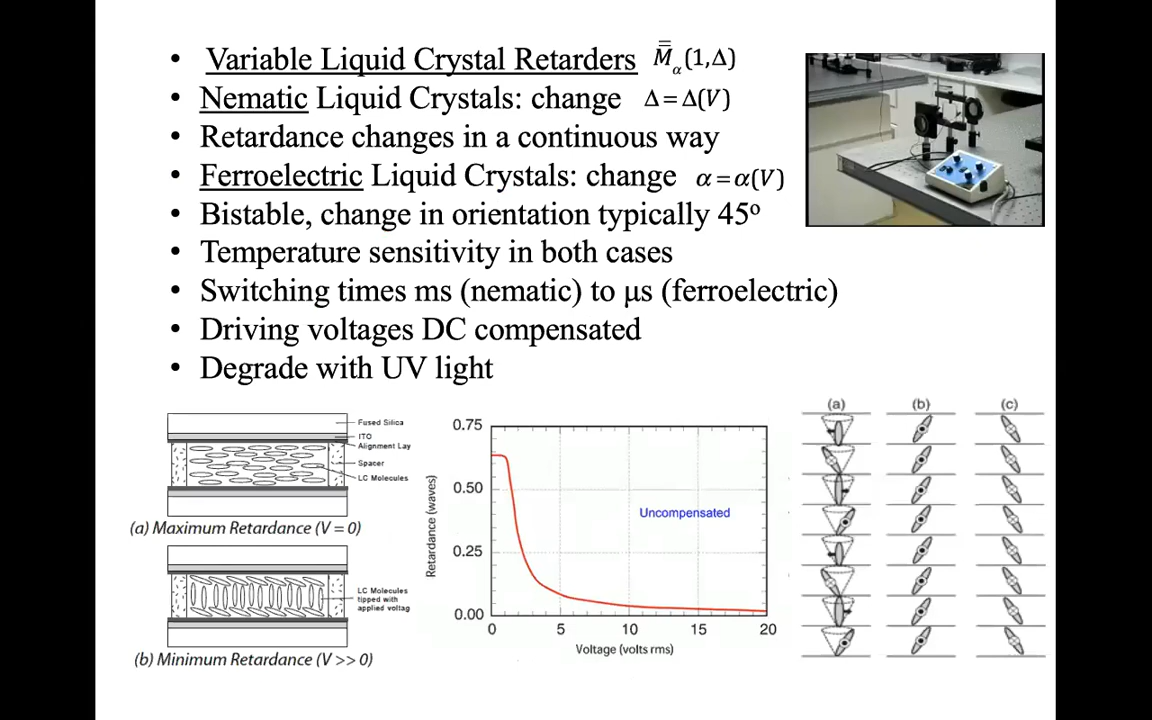 • Variable Liquid Crystal Retarders M̿α(1,Δ)
• Nematic Liquid Crystals: change Δ=Δ(V)
• Retardance changes in a continuous way
• Ferroelectric Liquid Crystals: change α=α(V)
• Bistable, change in orientation typically 45º
• Temperature sensitivity in both cases
• Switching times ms (nematic) to μs (ferroelectric)
• Driving voltages DC compensated
• Degrade with UV light
Fused Silica
ITO
Alignment Lay
Spacer
LC Molecules
(a) Maximum Retardance (V = 0)
LC Molecules
tipped with
applied voltag
(b) Minimum Retardance (V >> 0)
Retardance (waves)
0.75
0.50
0.25
0.00
Uncompensated
0 5 10 15 20
Voltage (volts rms)
(a) (b) (c)